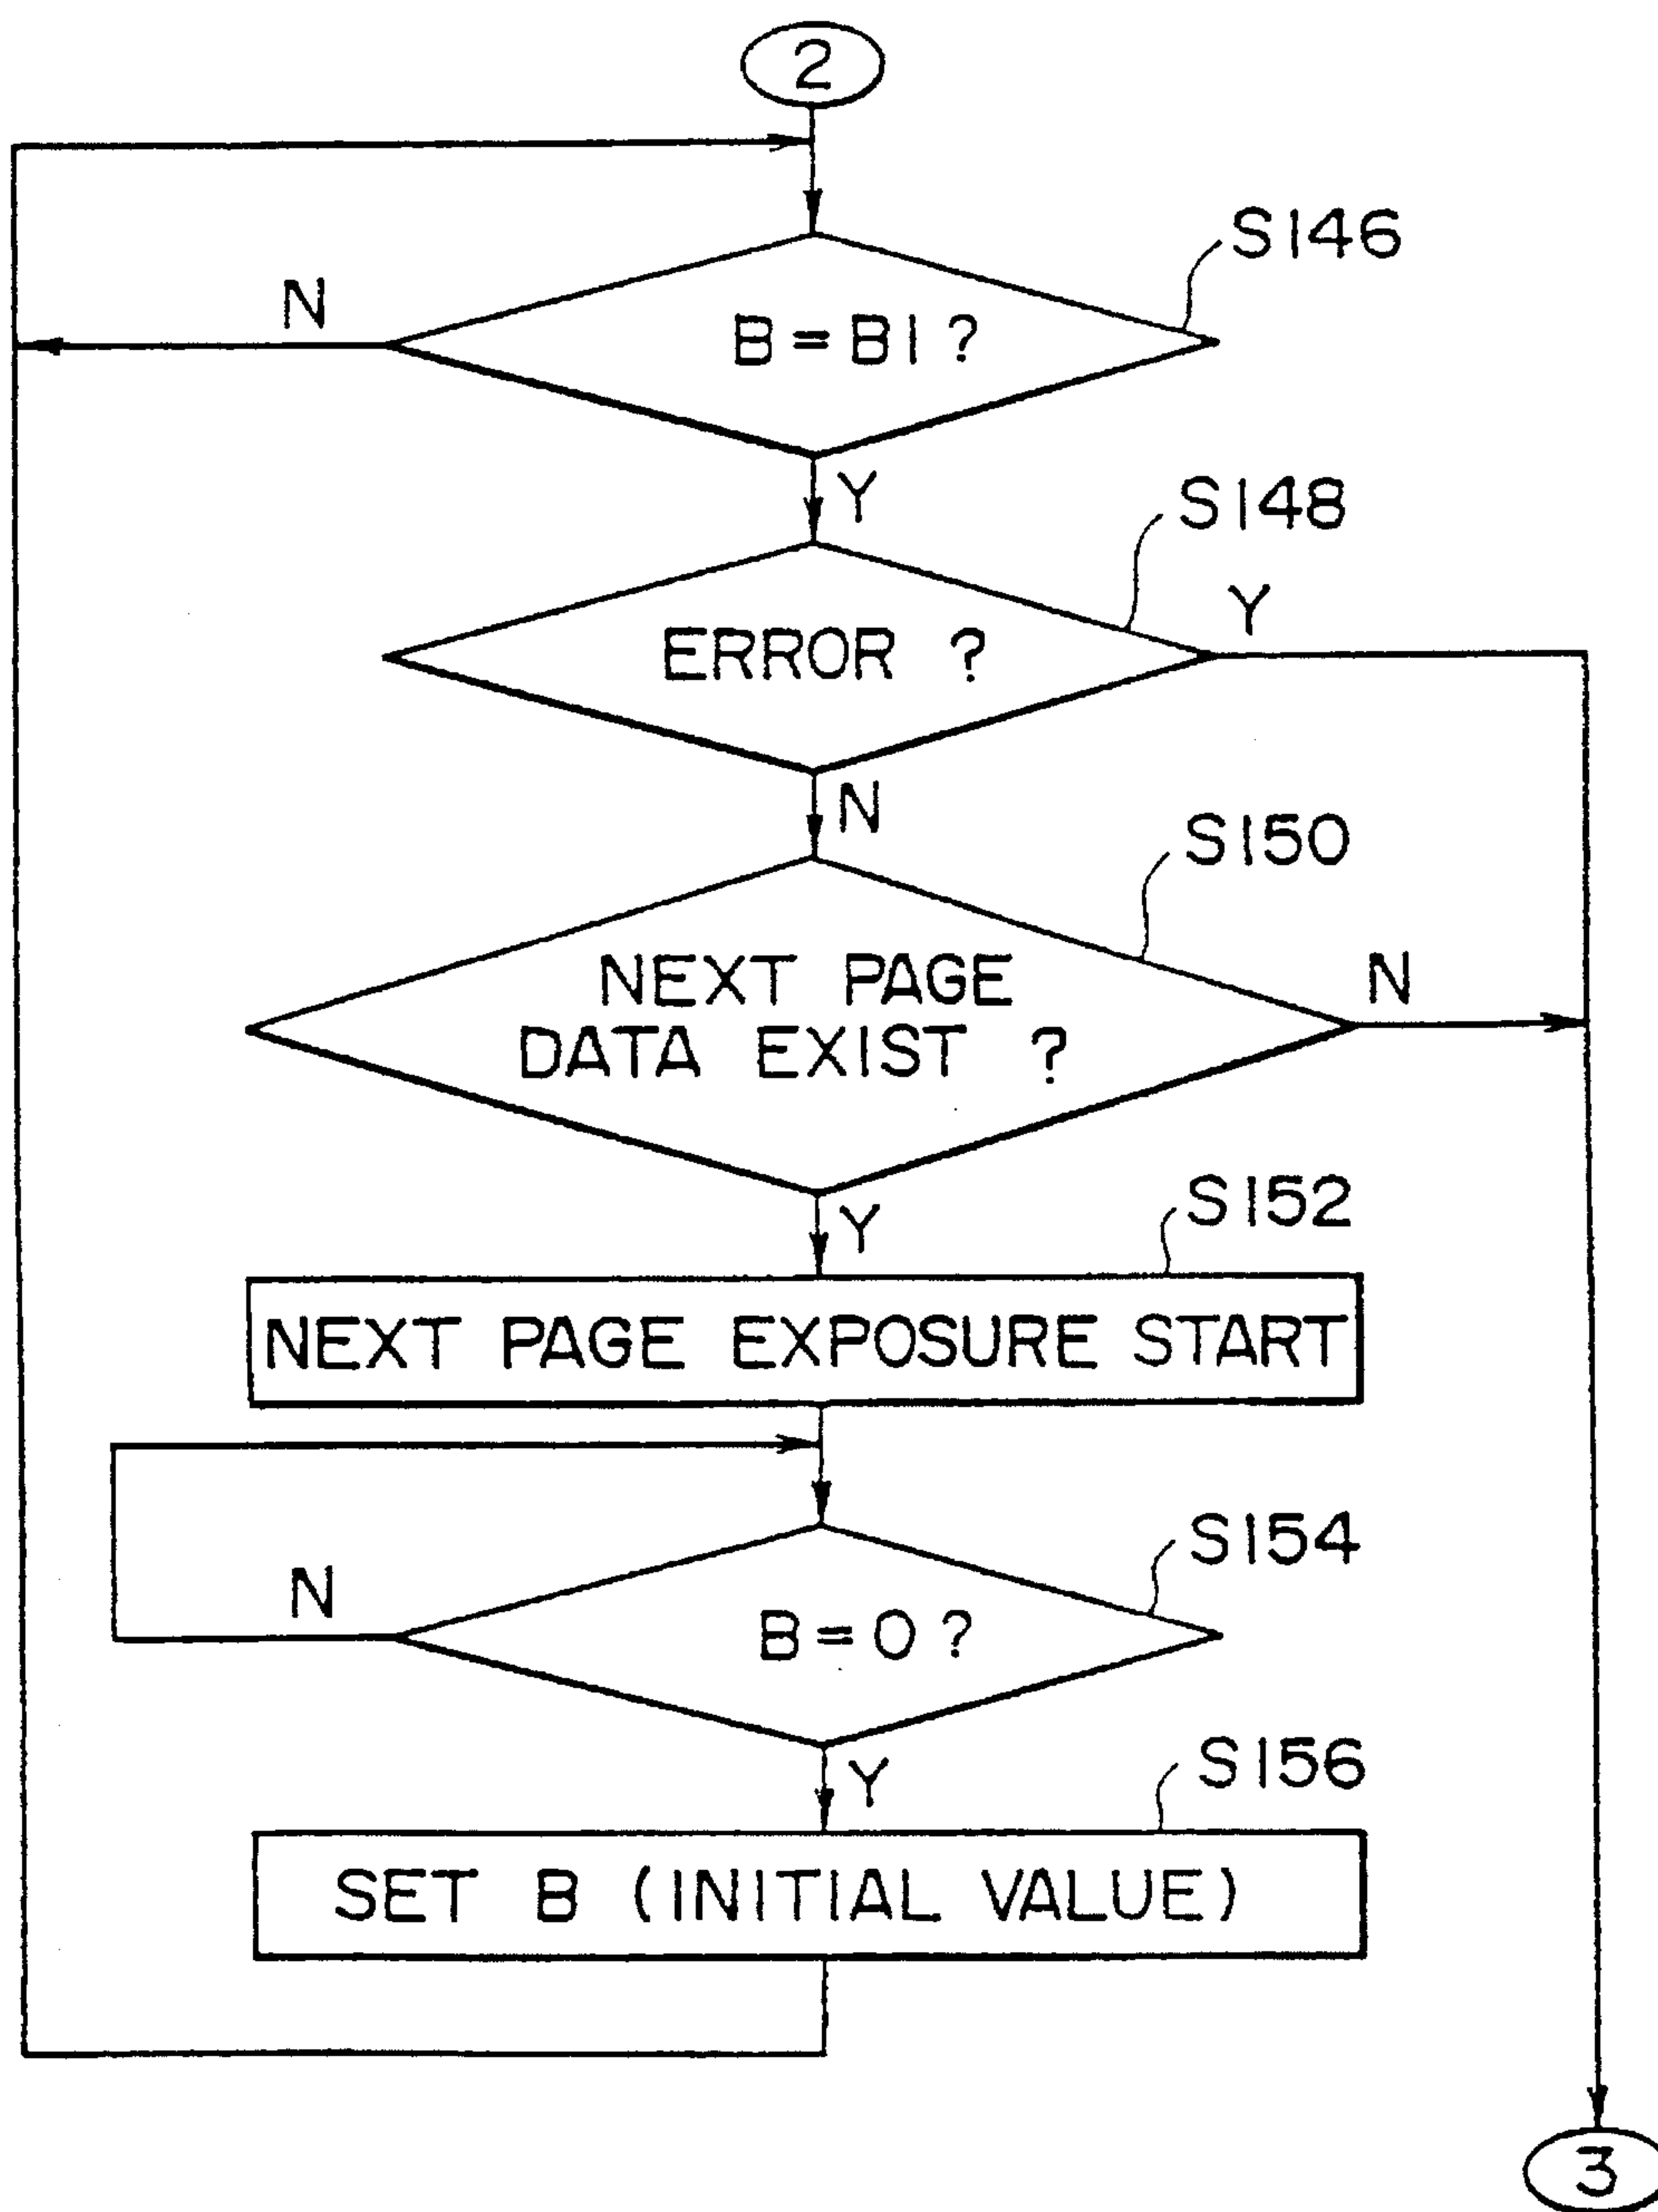 2
S146
N
B=B1?
Y
S148
Y
ERROR ?
N
S150
NEXT PAGE
DATA EXIST ?
N
Y
S152
NEXT PAGE EXPOSURE START
S154
N
B=0?
Y
S156
SET B (INITIAL VALUE)
3